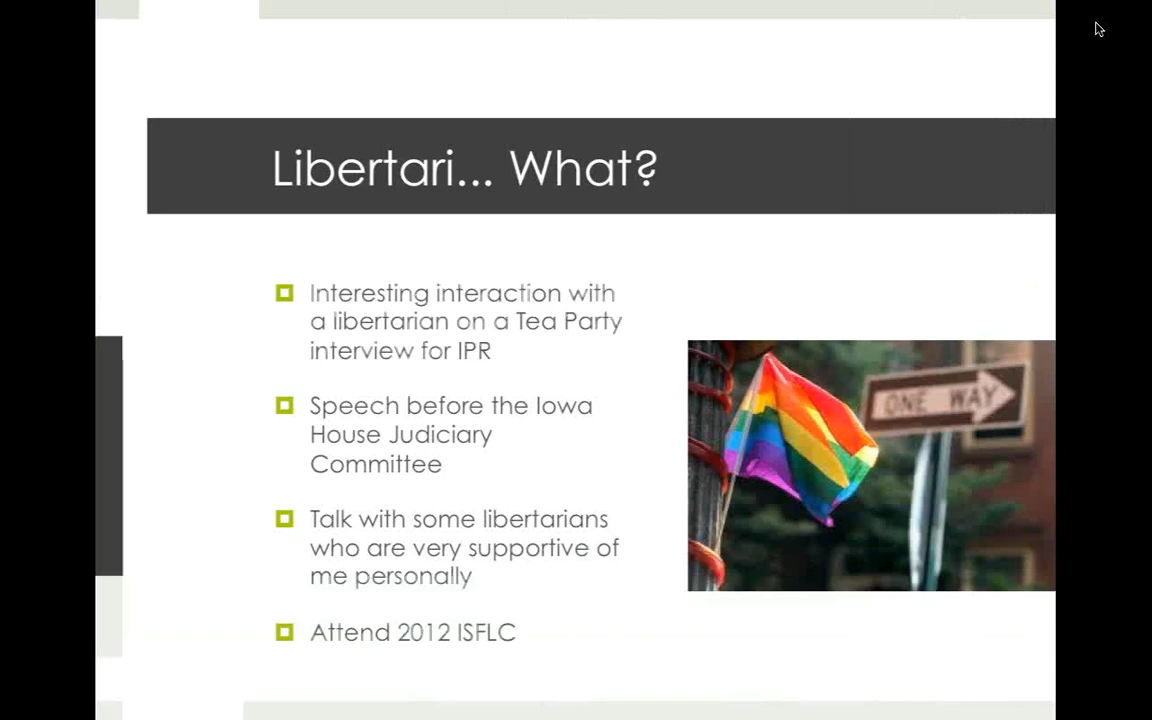 Libertari... What?
Interesting interaction with
a libertarian on a Tea Party
interview for IPR
Speech before the Iowa
House Judiciary
Committee
Talk with some libertarians
who are very supportive of
me personally
Attend 2012 ISFLC
ONE WAY